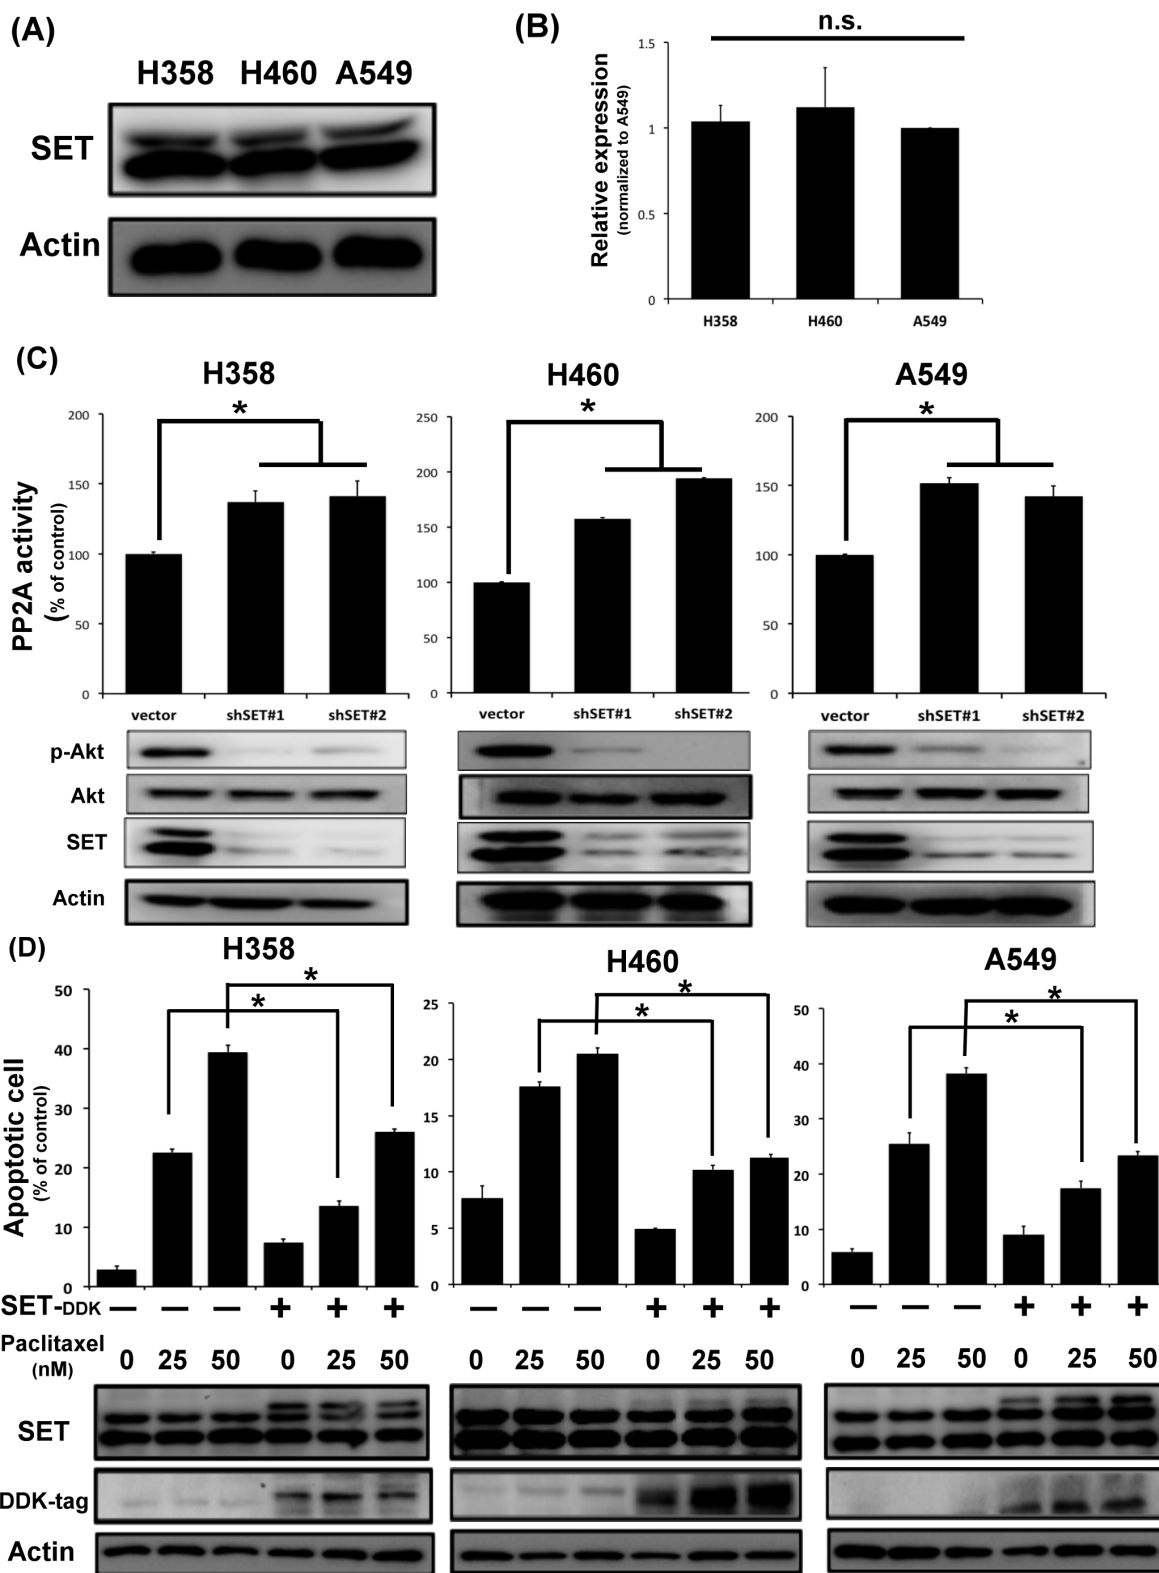 (A)
H358 H460 A549
SET
Actin
(B)
n.s.
Relative expression
(normalized to A549)
1.5
1
0.5
0
H358 H460 A549
(C)
H358
H460
A549
PP2A activity
(% of control)
200
150
100
50
0
*
vector shSET#1 shSET#2
250
200
150
100
50
0
*
vector shSET#1 shSET#2
200
150
100
50
0
*
vector shSET#1 shSET#2
p-Akt
Akt
SET
Actin
(D)
H358
H460
A549
Apoptotic cell
(% of control)
50
40
30
20
10
0
*
*
25
20
15
10
5
0
*
*
50
40
30
20
10
0
*
*
SET-DDK — — — + + + — — — + + + — — — + + +
Paclitaxel
(nM)
0 25 50 0 25 50 0 25 50 0 25 50 0 25 50 0 25 50
SET
DDK-tag
Actin